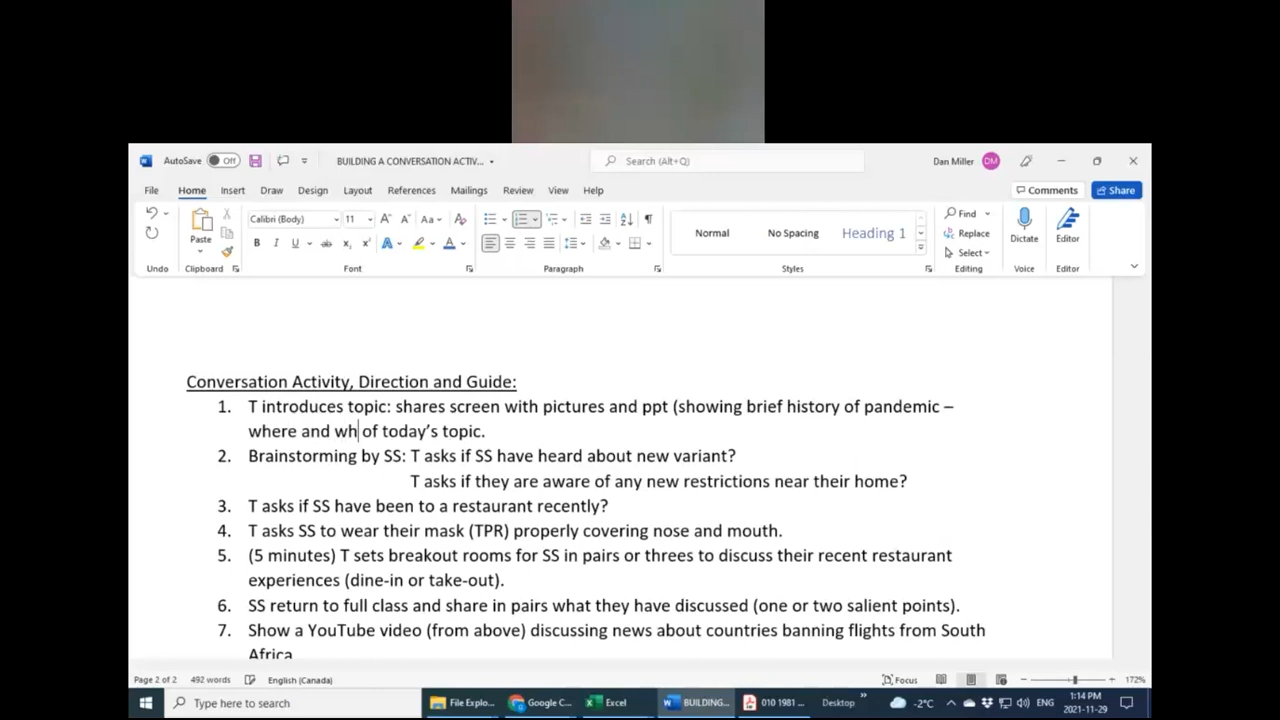 AutoSave Off BUILDING A CONVERSATION ACTIV... Search (Alt+Q) Dan Miller DM
File Home Insert Draw Design Layout References Mailings Review View Help Comments Share
Calibri (Body) 11 Aa Find
Paste Normal No Spacing Heading 1 Replace Dictate Editor
B I U ab x₂ x² A A Select
Undo Clipboard Font Paragraph Styles Editing Voice Editor
Conversation Activity, Direction and Guide:
1. T introduces topic: shares screen with pictures and ppt (showing brief history of pandemic –
where and wh of today's topic.
2. Brainstorming by SS: T asks if SS have heard about new variant?
T asks if they are aware of any new restrictions near their home?
3. T asks if SS have been to a restaurant recently?
4. T asks SS to wear their mask (TPR) properly covering nose and mouth.
5. (5 minutes) T sets breakout rooms for SS in pairs or threes to discuss their recent restaurant
experiences (dine-in or take-out).
6. SS return to full class and share in pairs what they have discussed (one or two salient points).
7. Show a YouTube video (from above) discussing news about countries banning flights from South
Africa
Page 2 of 2 492 words English (Canada) Focus 172%
Type here to search File Explo... Google C... Excel BUILDING... 010 1981 ... Desktop -2°C ENG 1:14 PM
2021-11-29